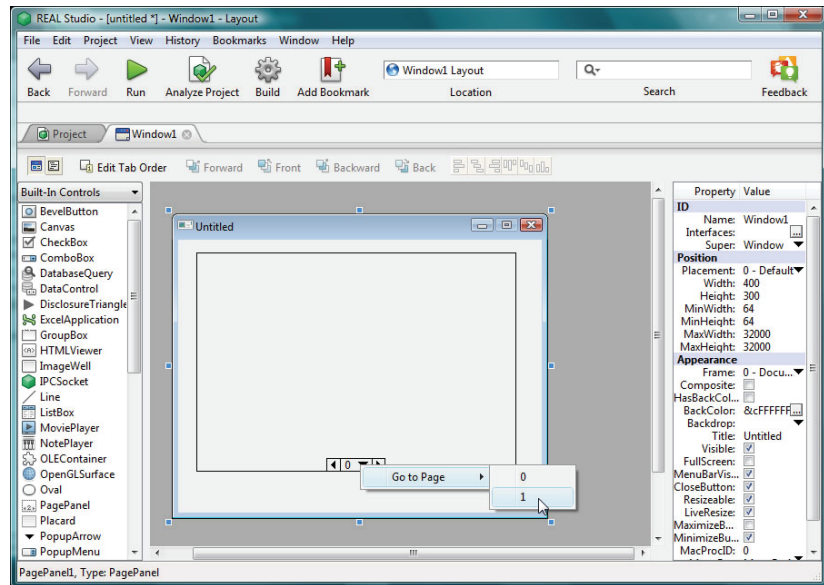 REAL Studio - [untitled *] - Window1 - Layout
File Edit Project View History Bookmarks Window Help
Window1 Layout
Back Forward Run Analyze Project Build Add Bookmark Location Search Feedback
Project Window1
Edit Tab Order Forward Front Backward Back
Built-In Controls
BevelButton
Canvas
CheckBox
ComboBox
DatabaseQuery
DataControl
DisclosureTriangle
ExcelApplication
GroupBox
HTMLViewer
ImageWell
IPCSocket
Line
ListBox
MoviePlayer
NotePlayer
OLEContainer
OpenGLSurface
Oval
PagePanel
Placard
PopupArrow
PopupMenu
Untitled
0
Go to Page
0
1
Property Value
ID
Name: Window1
Interfaces: ...
Super: Window
Position
Placement: 0 - Default
Width: 400
Height: 300
MinWidth: 64
MinHeight: 64
MaxWidth: 32000
MaxHeight: 32000
Appearance
Frame: 0 - Docu...
Composite:
HasBackCol...
BackColor: &cFFFFFF...
Backdrop:
Title: Untitled
Visible:
FullScreen:
MenuBarVis...
CloseButton:
Resizeable:
LiveResize:
MaximizeB...
MinimizeBu...
MacProcID: 0
PagePanel1, Type: PagePanel